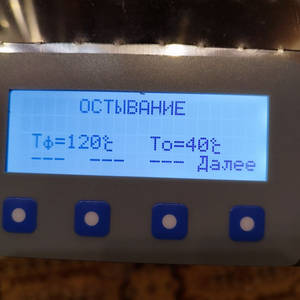 ОСТЫВАНИЕ
Тф=120℃ То=40℃
--- --- --- Далее